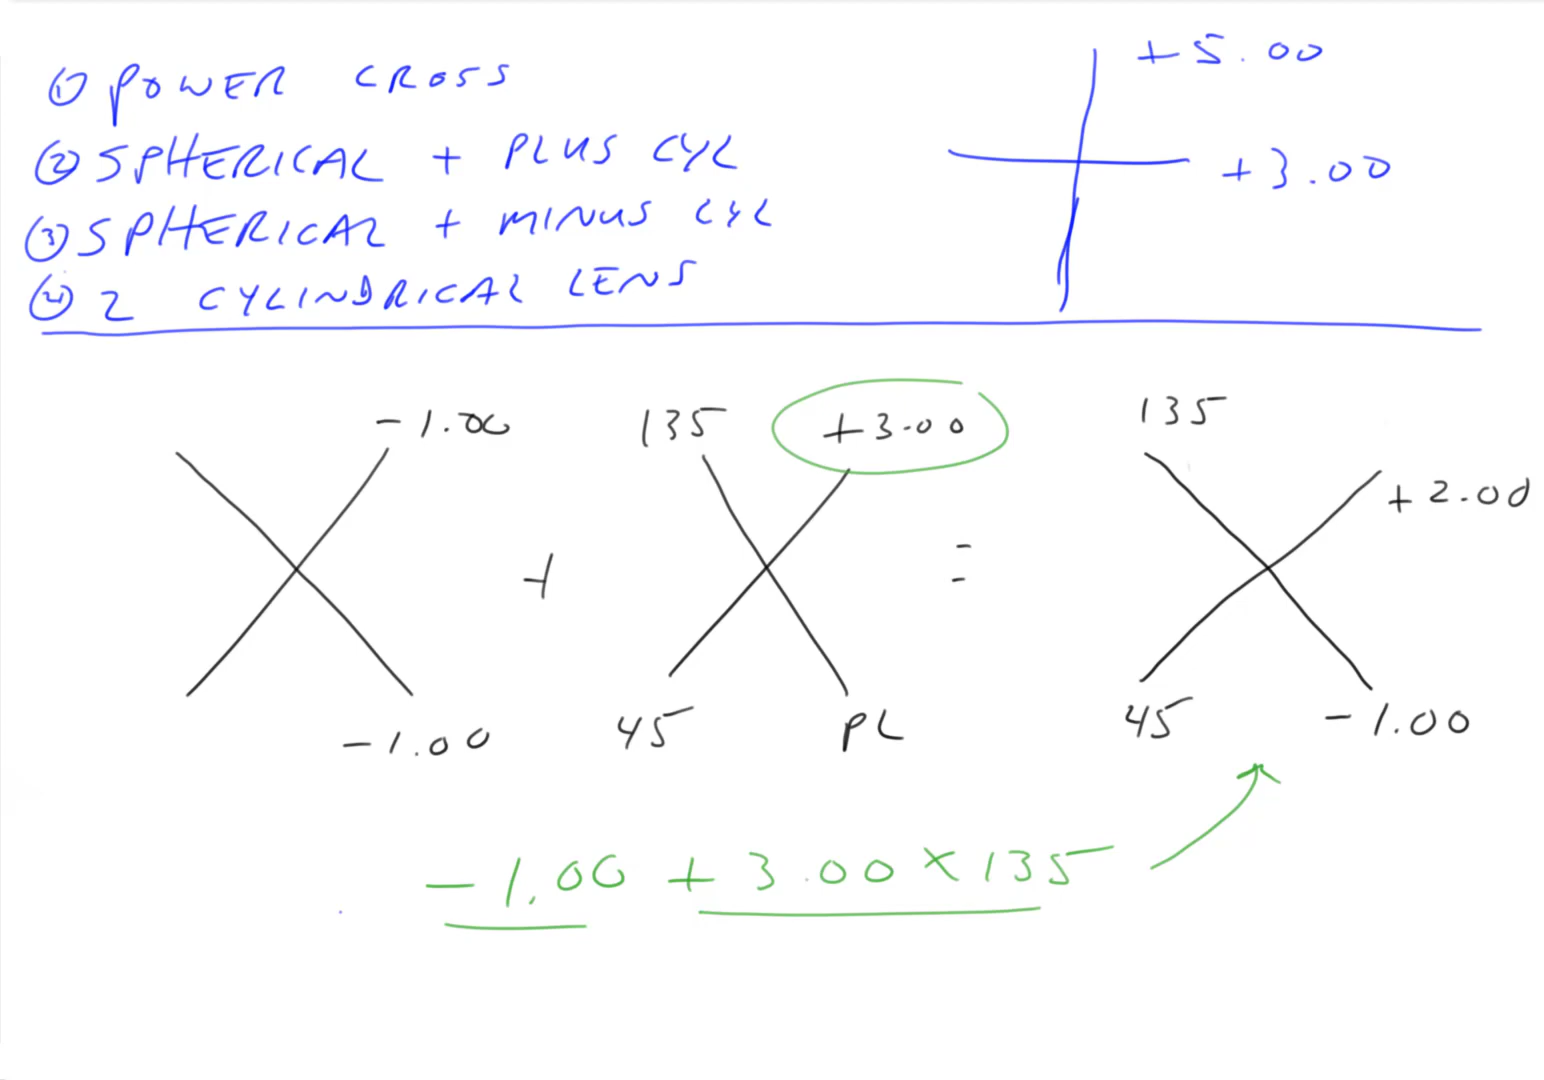 ① POWER CROSS
② SPHERICAL + PLUS CYL
③ SPHERICAL + MINUS CYL
④ 2 CYLINDRICAL LENS
+5.00
+3.00
-1.00
-1.00
+
135 +3.00
45 PL
=
135
+2.00
45 -1.00
-1.00 +3.00 x 135